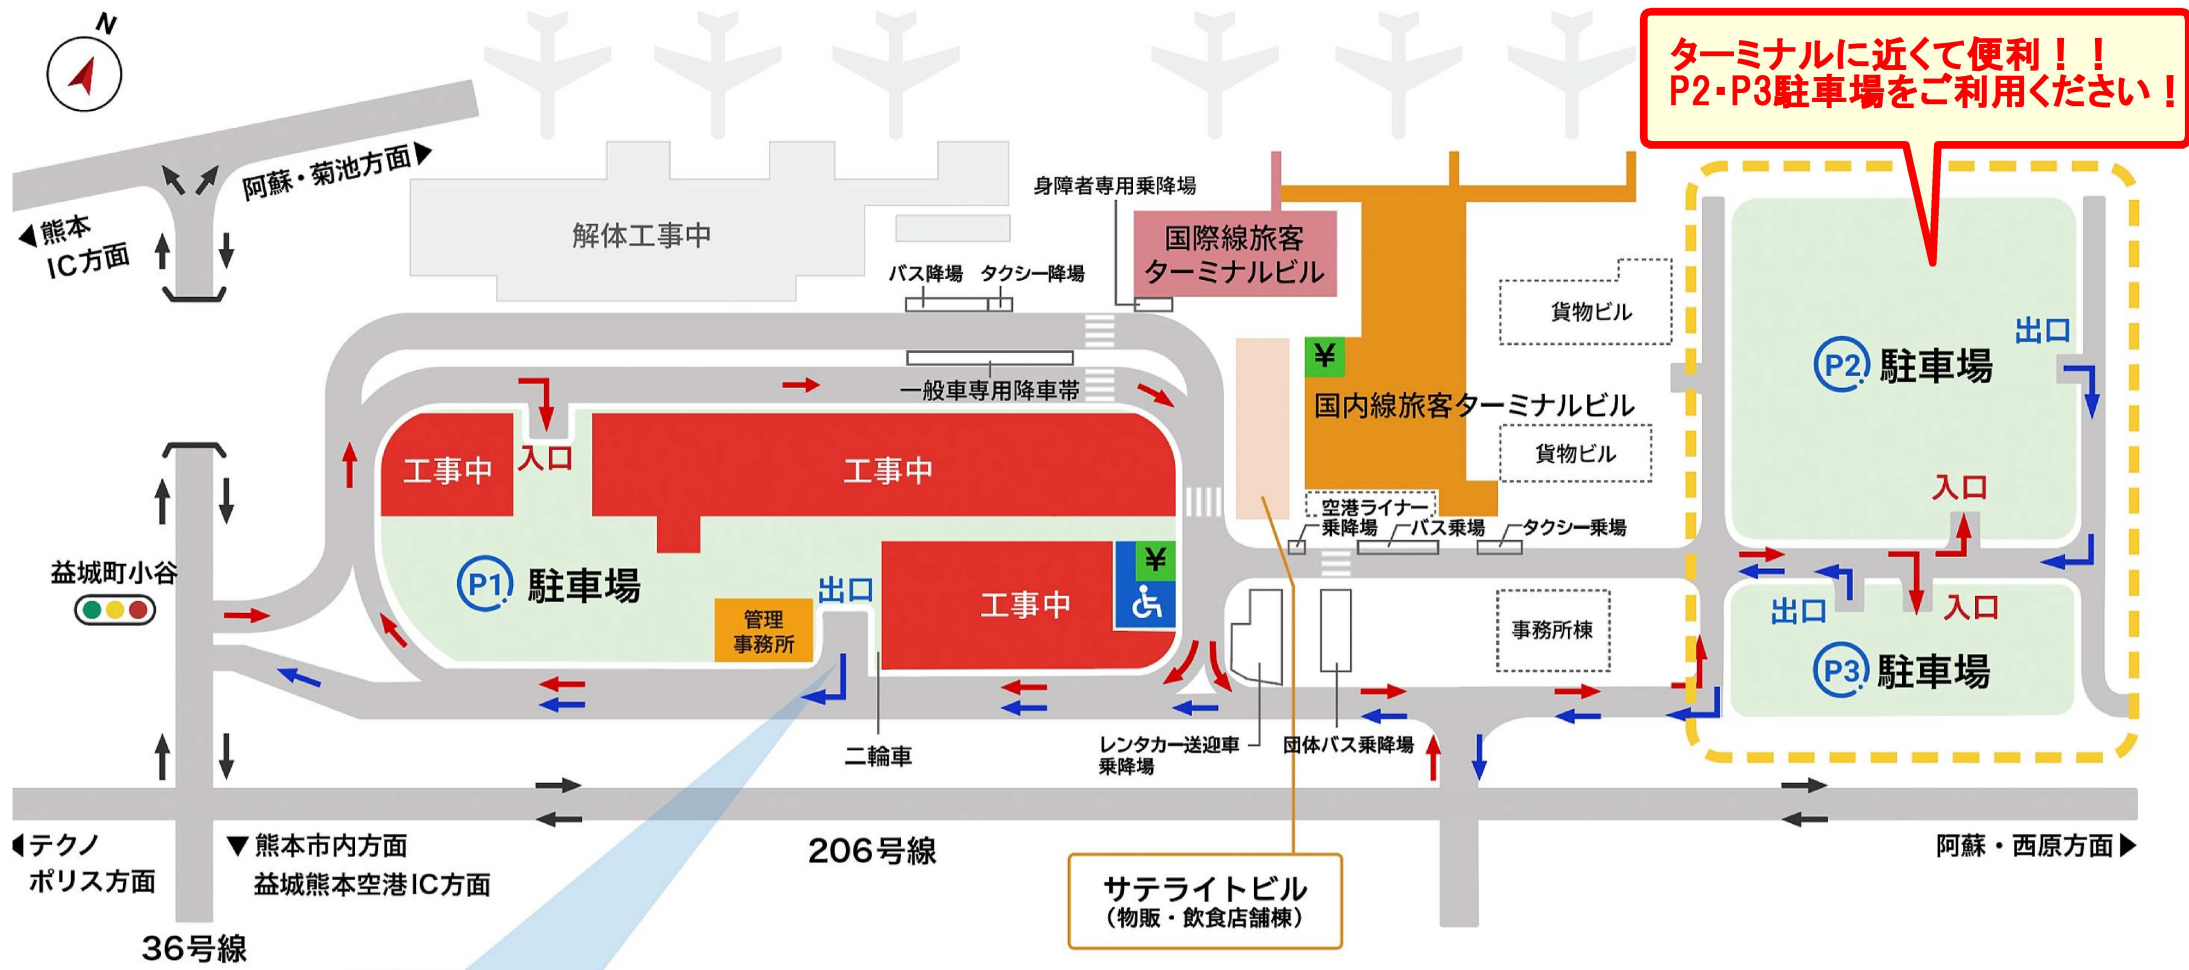 N
ターミナルに近くて便利！！
P2・P3駐車場をご利用ください！
阿蘇・菊池方面▶
◀熊本
IC方面
解体工事中
身障者専用乗降場
国際線旅客
ターミナルビル
バス降場
タクシー降場
貨物ビル
¥
一般車専用降車帯
国内線旅客ターミナルビル
P2 駐車場
出口
工事中
入口
工事中
貨物ビル
入口
空港ライナー
乗降場
バス乗場
タクシー乗場
益城町小谷
P1 駐車場
出口
工事中
¥
管理
事務所
事務所棟
出口
入口
P3 駐車場
二輪車
レンタカー送迎車
乗降場
団体バス乗降場
◀テクノ
ポリス方面
▼熊本市内方面
益城熊本空港IC方面
206号線
阿蘇・西原方面▶
サテライトビル
（物販・飲食店舗棟）
36号線